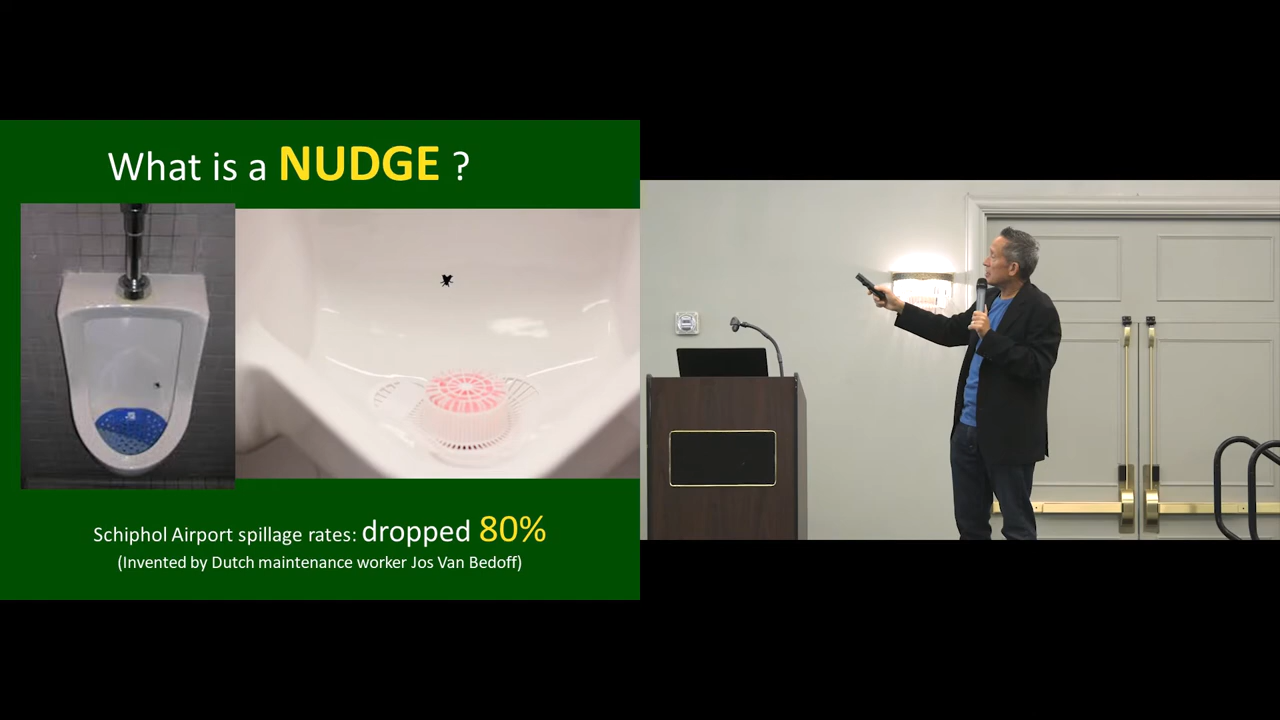 What is a NUDGE ?
Schiphol Airport spillage rates: dropped 80%
(Invented by Dutch maintenance worker Jos Van Bedoff)